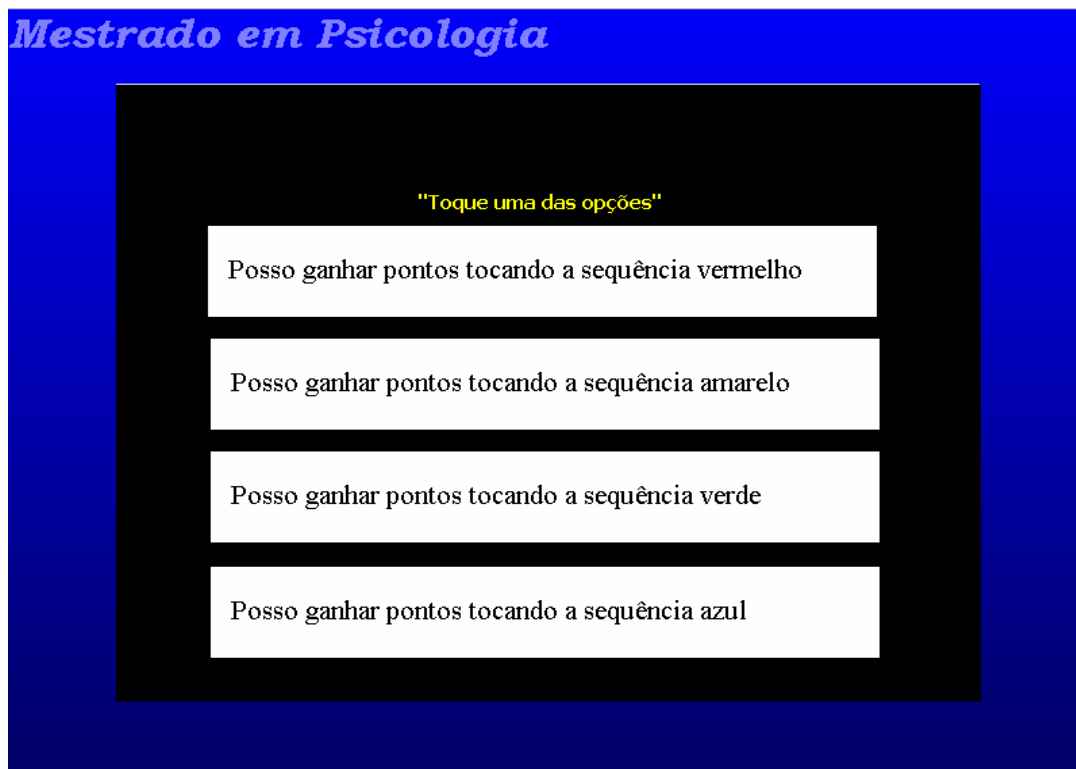 Mestrado em Psicologia
"Toque uma das opções"
Posso ganhar pontos tocando a sequência vermelho
Posso ganhar pontos tocando a sequência amarelo
Posso ganhar pontos tocando a sequência verde
Posso ganhar pontos tocando a sequência azul